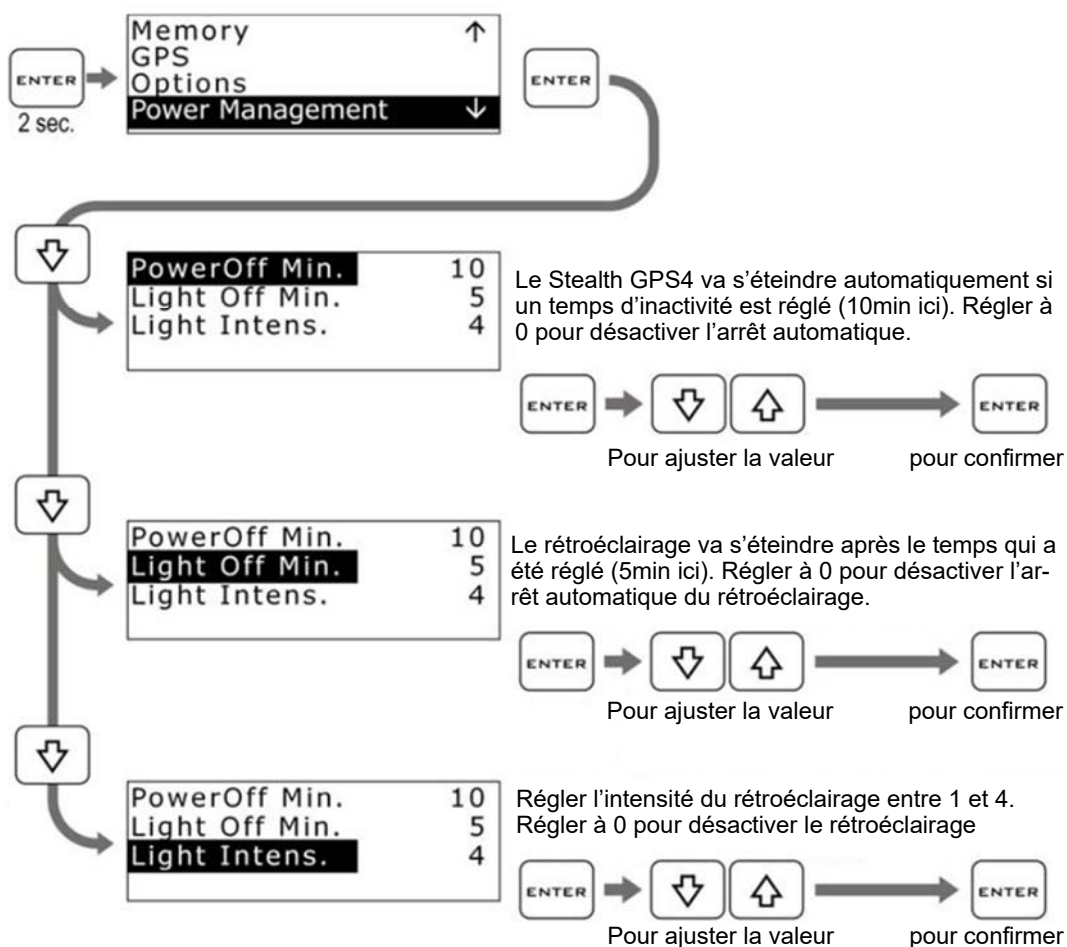 ENTER
2 sec.
Memory ↑
GPS
Options
Power Management ↓
ENTER
PowerOff Min. 10
Light Off Min. 5
Light Intens. 4
Le Stealth GPS4 va s’éteindre automatiquement si
un temps d’inactivité est réglé (10min ici). Régler à
0 pour désactiver l’arrêt automatique.
ENTER ENTER
Pour ajuster la valeur pour confirmer
PowerOff Min. 10
Light Off Min. 5
Light Intens. 4
Le rétroéclairage va s’éteindre après le temps qui a
été réglé (5min ici). Régler à 0 pour désactiver l’ar-
rêt automatique du rétroéclairage.
ENTER ENTER
Pour ajuster la valeur pour confirmer
PowerOff Min. 10
Light Off Min. 5
Light Intens. 4
Régler l’intensité du rétroéclairage entre 1 et 4.
Régler à 0 pour désactiver le rétroéclairage
ENTER ENTER
Pour ajuster la valeur pour confirmer